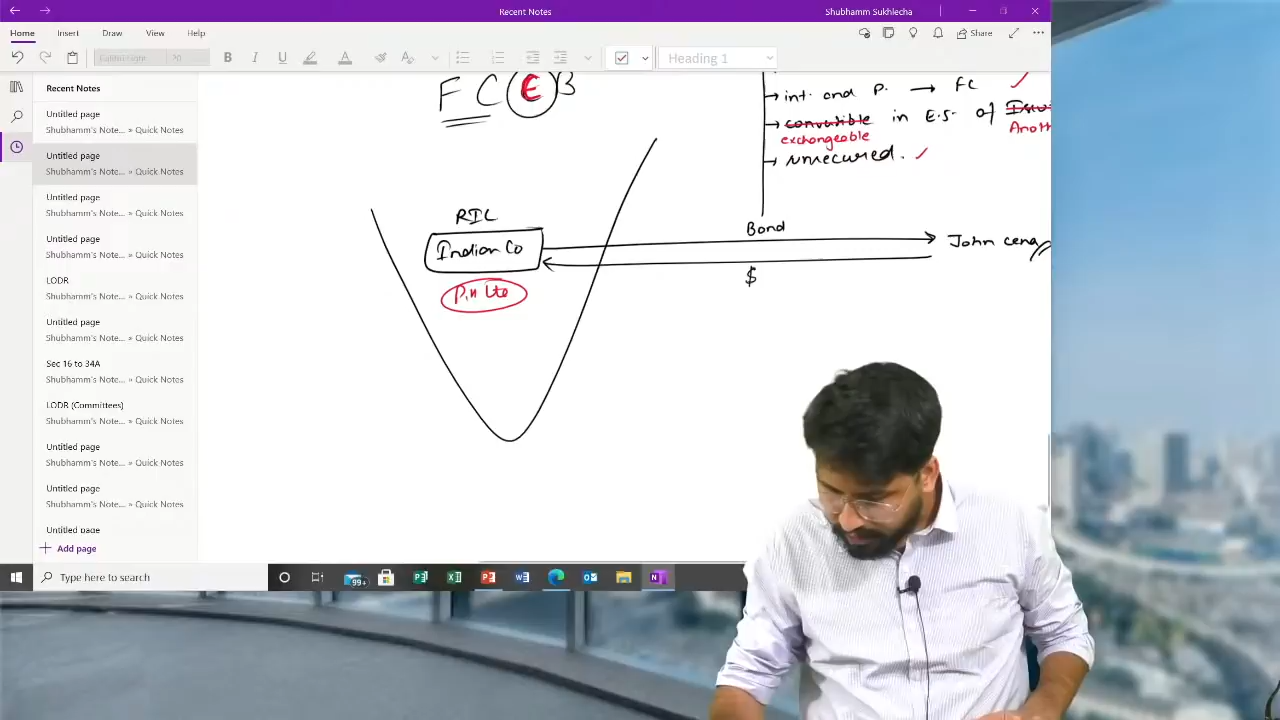 Recent Notes
Shubhamm Sukhlecha
Home Insert Draw View Help
Share
Heading 1
Recent Notes
Untitled page
Shubhamm's Note... » Quick Notes
Untitled page
Shubhamm's Note... » Quick Notes
Untitled page
Shubhamm's Note... » Quick Notes
Untitled page
Shubhamm's Note... » Quick Notes
LODR
Shubhamm's Note... » Quick Notes
Untitled page
Shubhamm's Note... » Quick Notes
Sec 16 to 34A
Shubhamm's Note... » Quick Notes
LODR (Committees)
Shubhamm's Note... » Quick Notes
Untitled page
Shubhamm's Note... » Quick Notes
Untitled page
Shubhamm's Note... » Quick Notes
Untitled page
Add page
FCEB
int. and P. → FC
convertible in E.S. of
exchangeable
unsecured.
RIL
Indian Co
Bond
John cena
$
Type here to search
99+